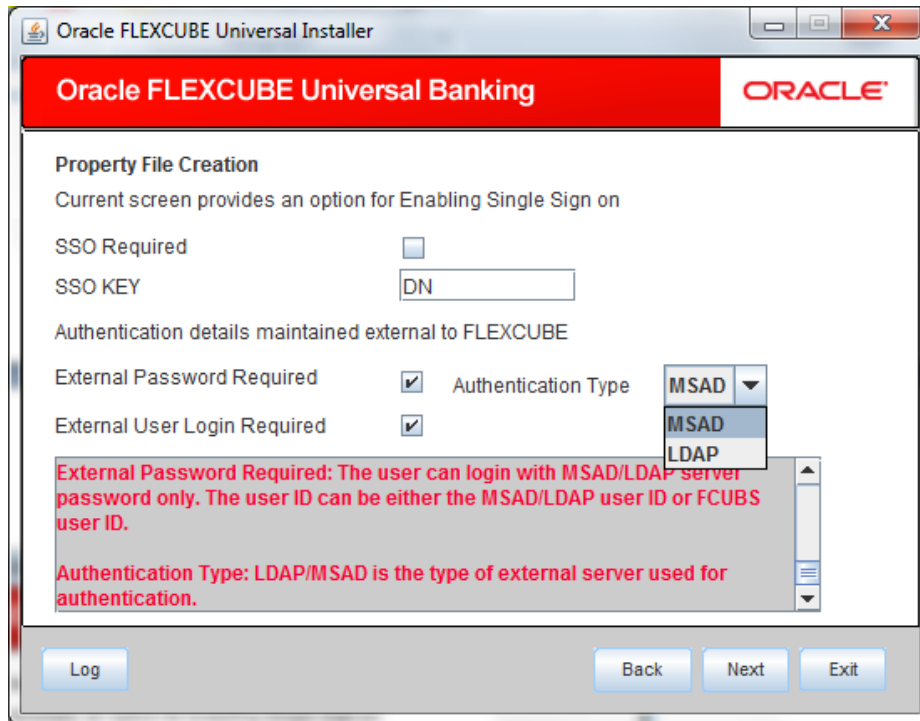 Oracle FLEXCUBE Universal Installer
Oracle FLEXCUBE Universal Banking
ORACLE
Property File Creation
Current screen provides an option for Enabling Single Sign on
SSO Required
SSO KEY DN
Authentication details maintained external to FLEXCUBE
External Password Required Authentication Type MSAD
External User Login Required MSAD
LDAP
External Password Required: The user can login with MSAD/LDAP server
password only. The user ID can be either the MSAD/LDAP user ID or FCUBS
user ID.
Authentication Type: LDAP/MSAD is the type of external server used for
authentication.
Log Back Next Exit